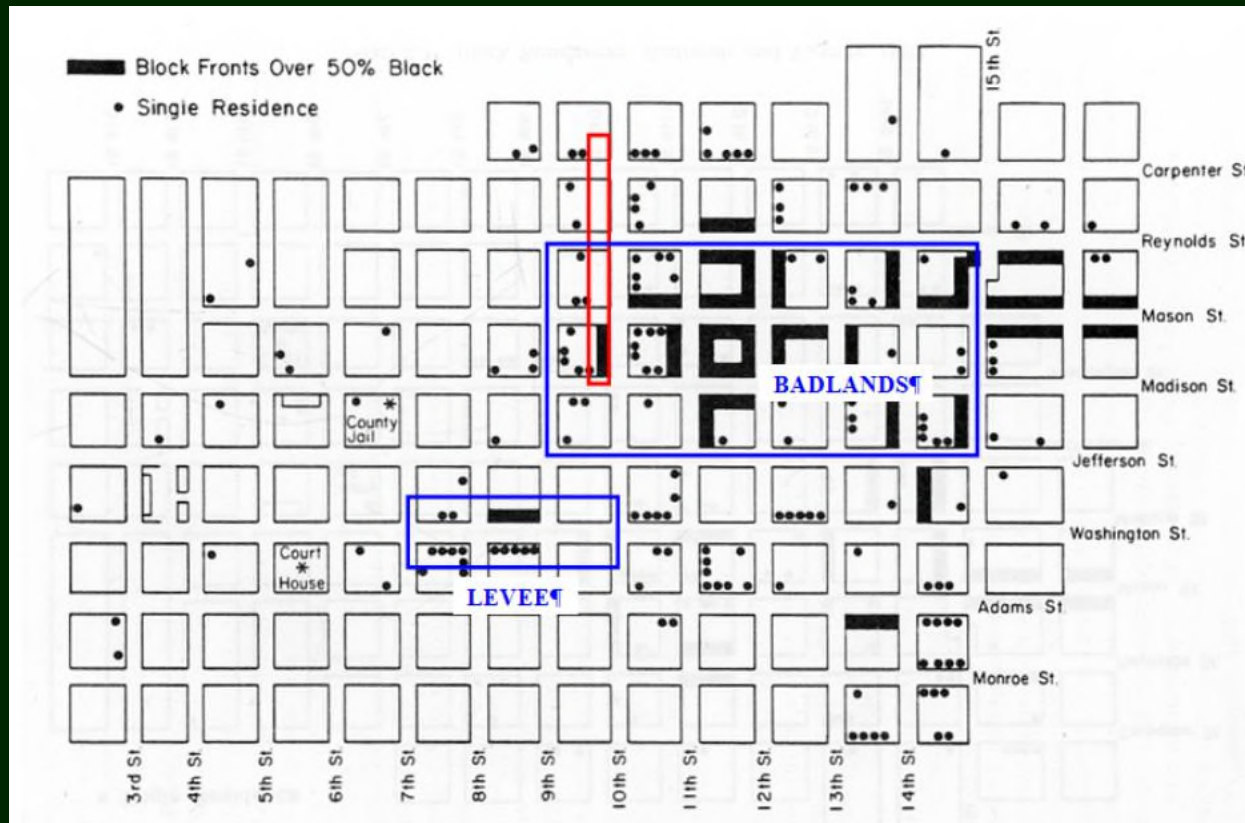 Block Fronts Over 50% Black
Single Residence
15th St.
Carpenter St
Reynolds St.
Mason St.
Madison St.
BADLANDS¶
County
Jail
Jefferson St.
Washington St.
Court
House
LEVEE¶
Adams St.
Monroe St.
3rd St.
4th St.
5th St.
6th St.
7th St.
8th St.
9th St.
10th St.
11th St.
12th St.
13th St.
14th St.